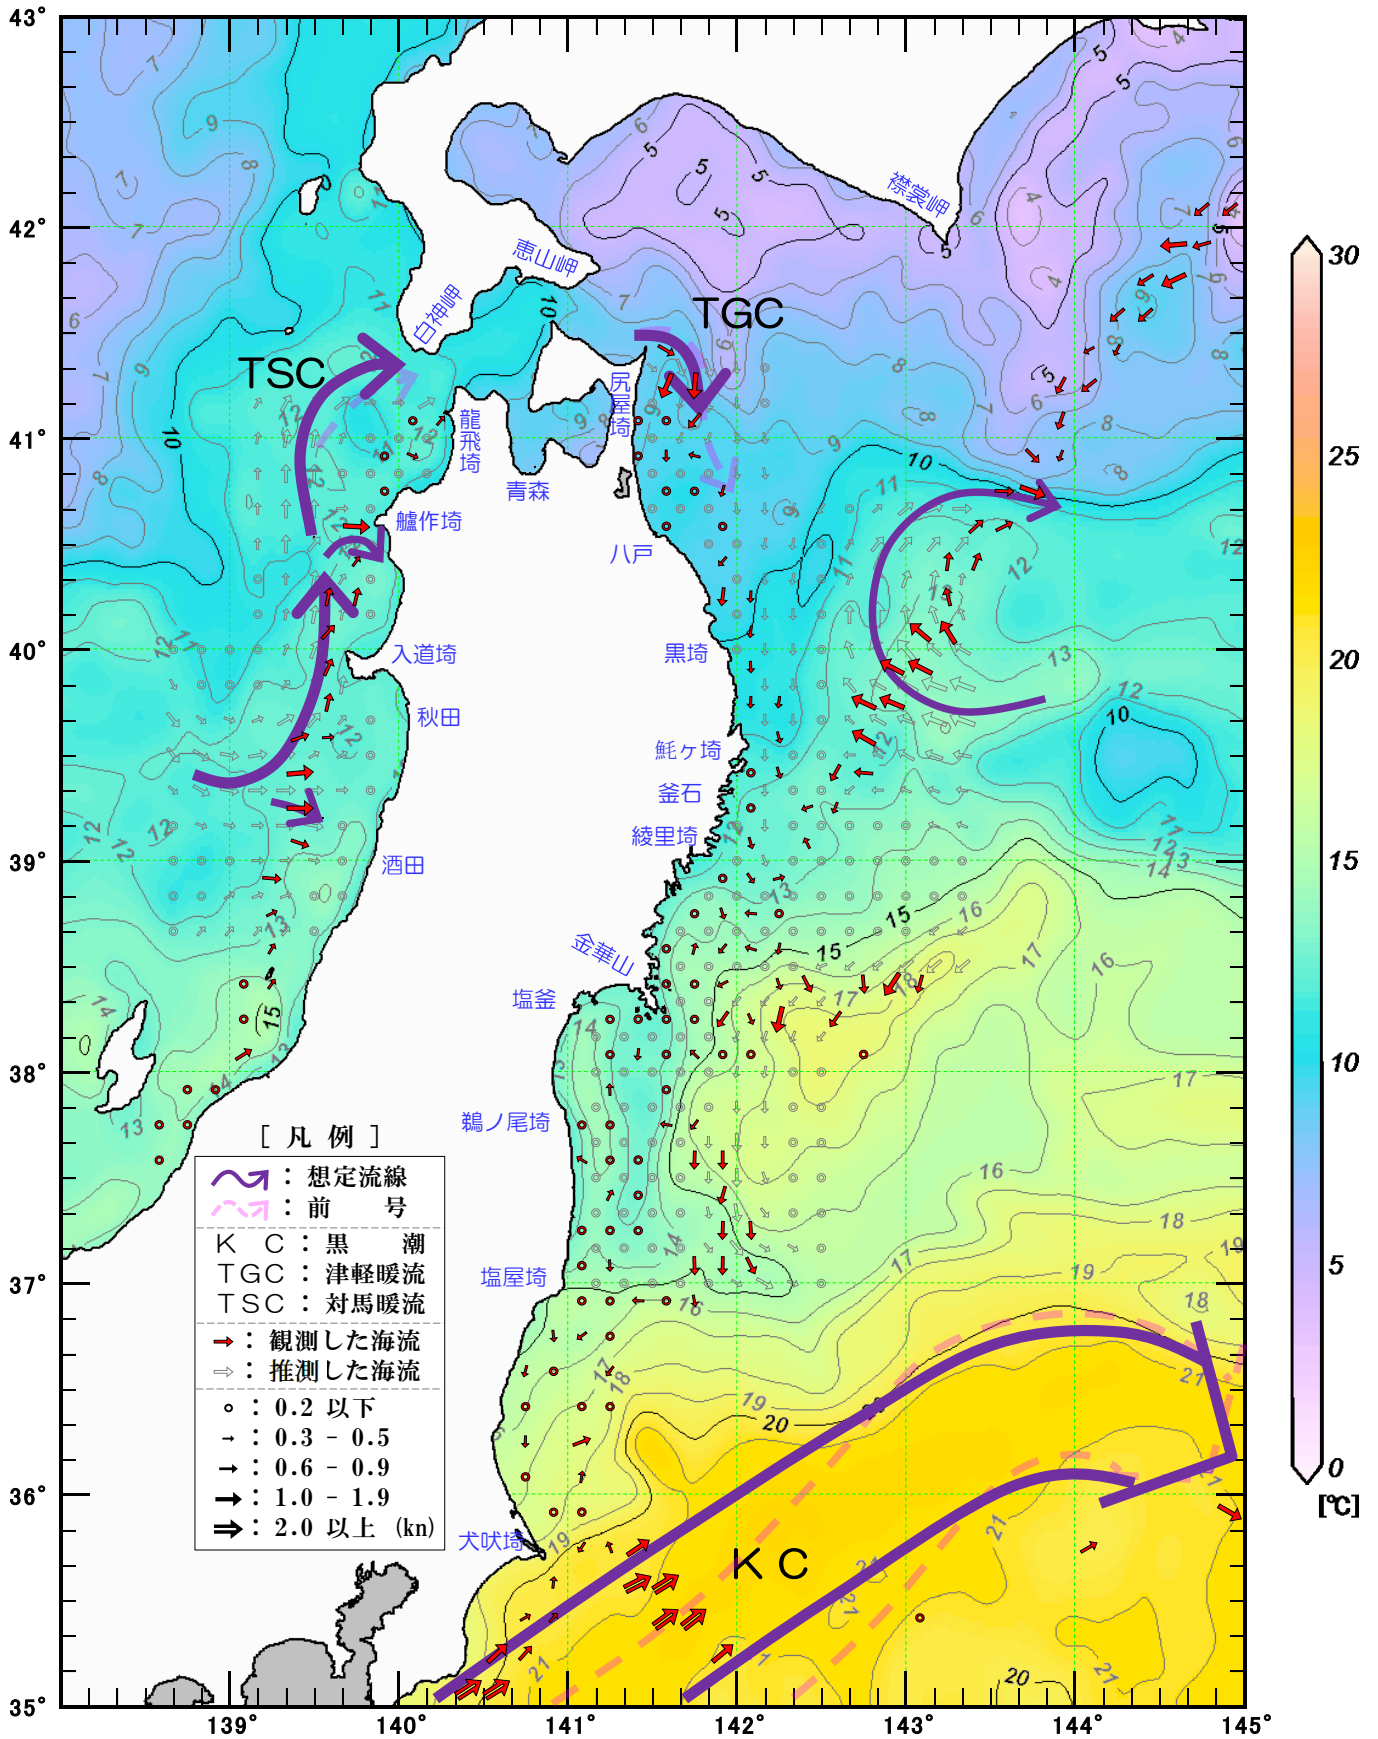 43°
42°
41°
40°
39°
38°
37°
36°
35°
139°
140°
141°
142°
143°
144°
145°
襟裳岬
恵山岬
白神岬
TGC
TSC
尻屋埼
龍飛埼
青森
艫作埼
八戸
入道埼
黒埼
秋田
魹ヶ埼
釜石
綾里埼
酒田
金華山
塩釜
鵜ノ尾埼
塩屋埼
犬吠埼
KC
[ 凡 例 ]
: 想定流線
: 前 号
K C : 黒 潮
TGC : 津軽暖流
TSC : 対馬暖流
: 観測した海流
: 推測した海流
: 0.2 以下
: 0.3 - 0.5
: 0.6 - 0.9
: 1.0 - 1.9
: 2.0 以上 (kn)
30
25
20
15
10
5
0
[℃]